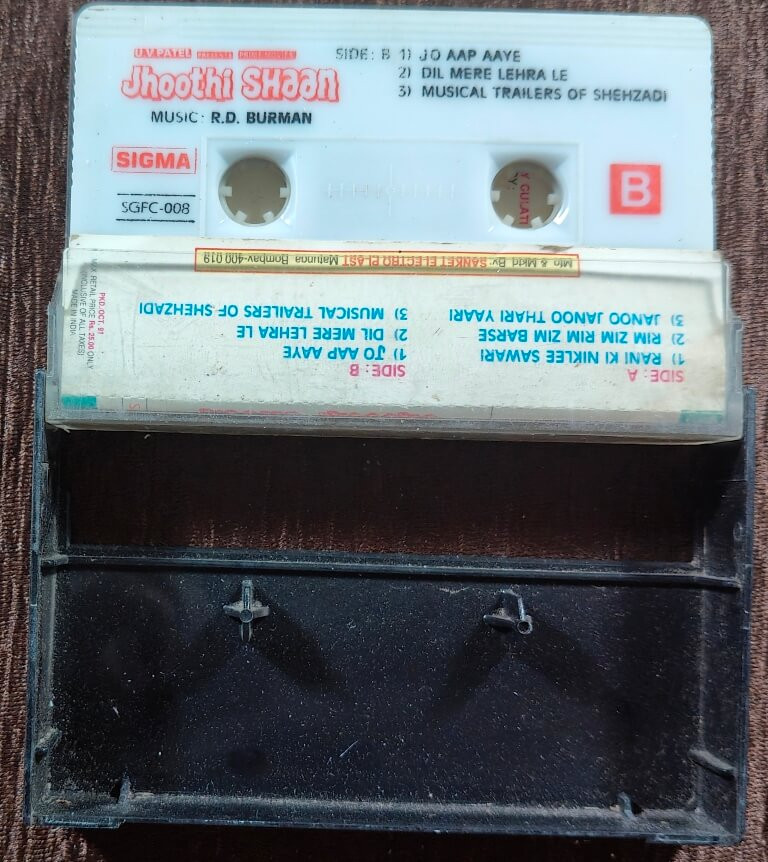 U.V. PATEL PRESENTS PRIME MOVIES
Jhoothi SHaan
MUSIC: R.D. BURMAN
SIDE: B 1) JO AAP AAYE
2) DIL MERE LEHRA LE
3) MUSICAL TRAILERS OF SHEHZADI
SIGMA
SGFC-008
B
SIDE: A
1) RANI KI NIKLEE SAWARI
2) RIM ZIM RIM ZIM BARSE
3) JANOO JANOO THARI YAARI
SIDE: B
1) JO AAP AAYE
2) DIL MERE LEHRA LE
3) MUSICAL TRAILERS OF SHEHZADI
Mfg & Mktd. By: SANKET ELECTRO PLAST Matunga Bombay-400 019
PKD. OCT. 91
MAX RETAIL PRICE Rs. 25.00 ONLY
(INCLUSIVE OF ALL TAXES)
MADE IN INDIA